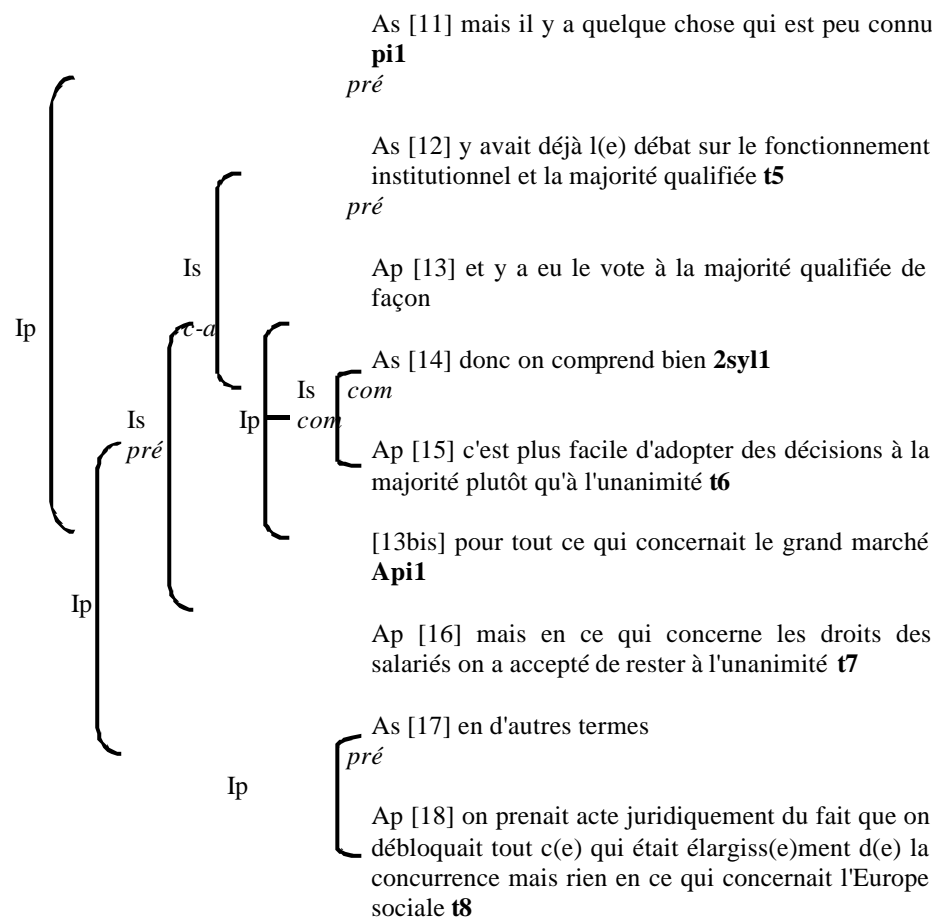 As [11] mais il y a quelque chose qui est peu connu
pi1
pré
As [12] y avait déjà l(e) débat sur le fonctionnement
institutionnel et la majorité qualifiée t5
pré
Is
Ap [13] et y a eu le vote à la majorité qualifiée de
façon
Ip
c-a
As [14] donc on comprend bien 2syl1
Is com
Is Ip com
pré
Ap [15] c'est plus facile d'adopter des décisions à la
majorité plutôt qu'à l'unanimité t6
[13bis] pour tout ce qui concernait le grand marché
Api1
Ip
Ap [16] mais en ce qui concerne les droits des
salariés on a accepté de rester à l'unanimité t7
As [17] en d'autres termes
pré
Ip
Ap [18] on prenait acte juridiquement du fait que on
débloquait tout c(e) qui était élargiss(e)ment d(e) la
concurrence mais rien en ce qui concernait l'Europe
sociale t8